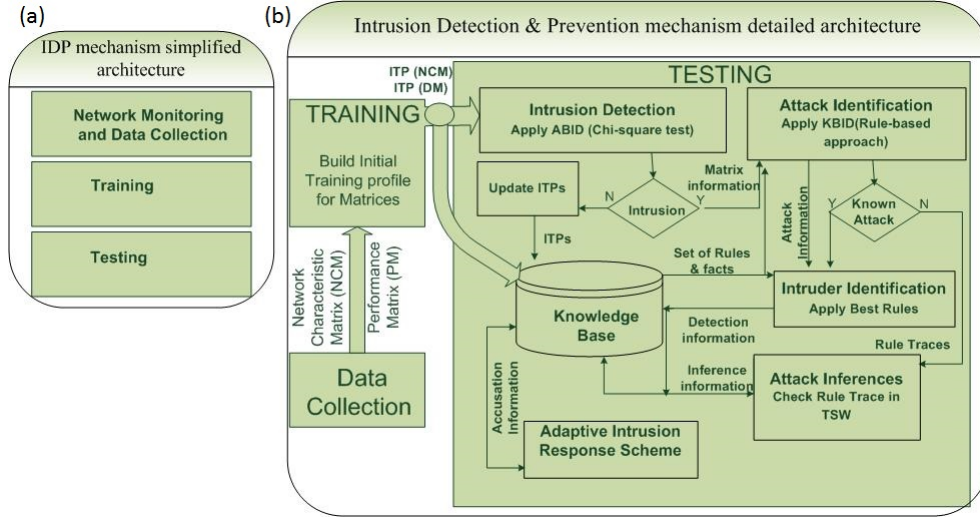 (a)
IDP mechanism simplified
architecture
Network Monitoring
and Data Collection
Training
Testing
(b)
Intrusion Detection & Prevention mechanism detailed architecture
ITP (NCM)
ITP (DM)
TRAINING
Build Initial
Training profile
for Matrices
Network
Characteristic
Matrix (NCM)
Performance
Matrix (PM)
Data
Collection
TESTING
Intrusion Detection
Apply ABID (Chi-square test)
Attack Identification
Apply KBID(Rule-based
approach)
Update ITPs
N
Intrusion
Y
Matrix
information
Attack
Information
Y
Known
Attack
N
ITPs
Set of Rules
& facts
Intruder Identification
Apply Best Rules
Knowledge
Base
Detection
information
Rule Traces
Inference
information
Attack Inferences
Check Rule Trace in
TSW
Accusation
Information
Adaptive Intrusion
Response Scheme